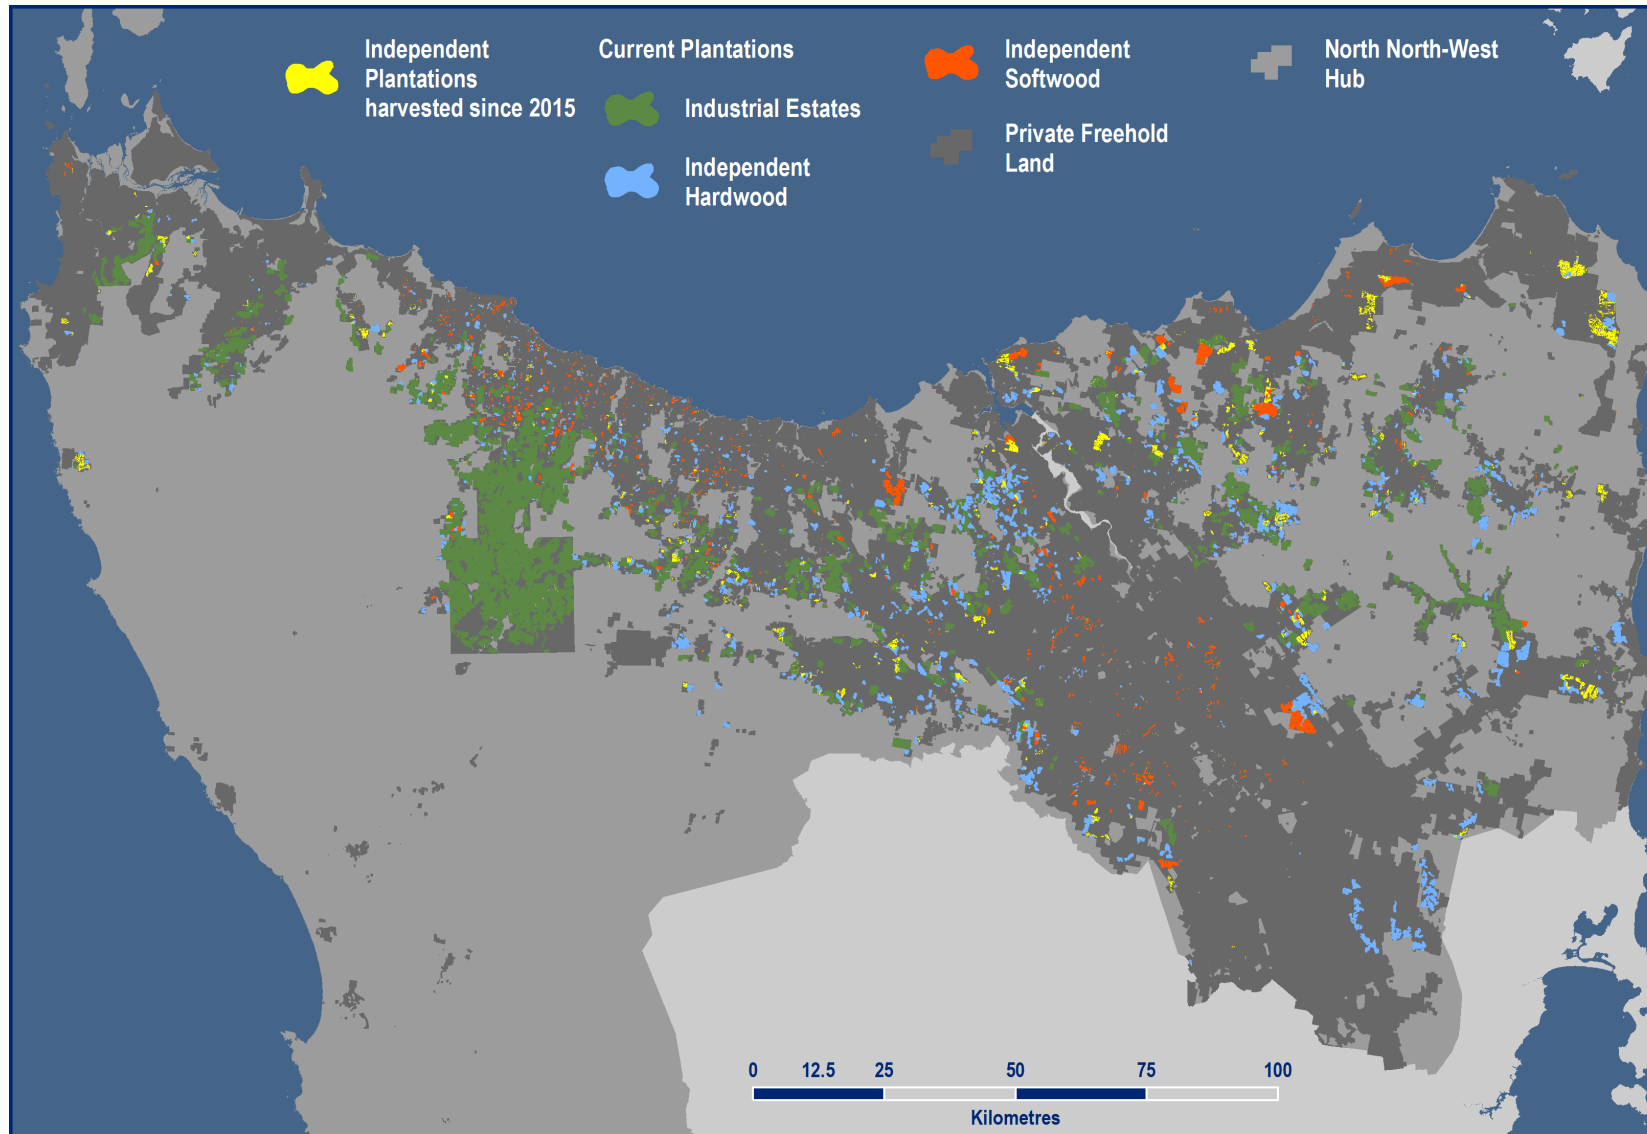 Independent
Plantations
harvested since 2015
Current Plantations
Industrial Estates
Independent
Hardwood
Independent
Softwood
Private Freehold
Land
North North-West
Hub
0 12.5 25 50 75 100
Kilometres